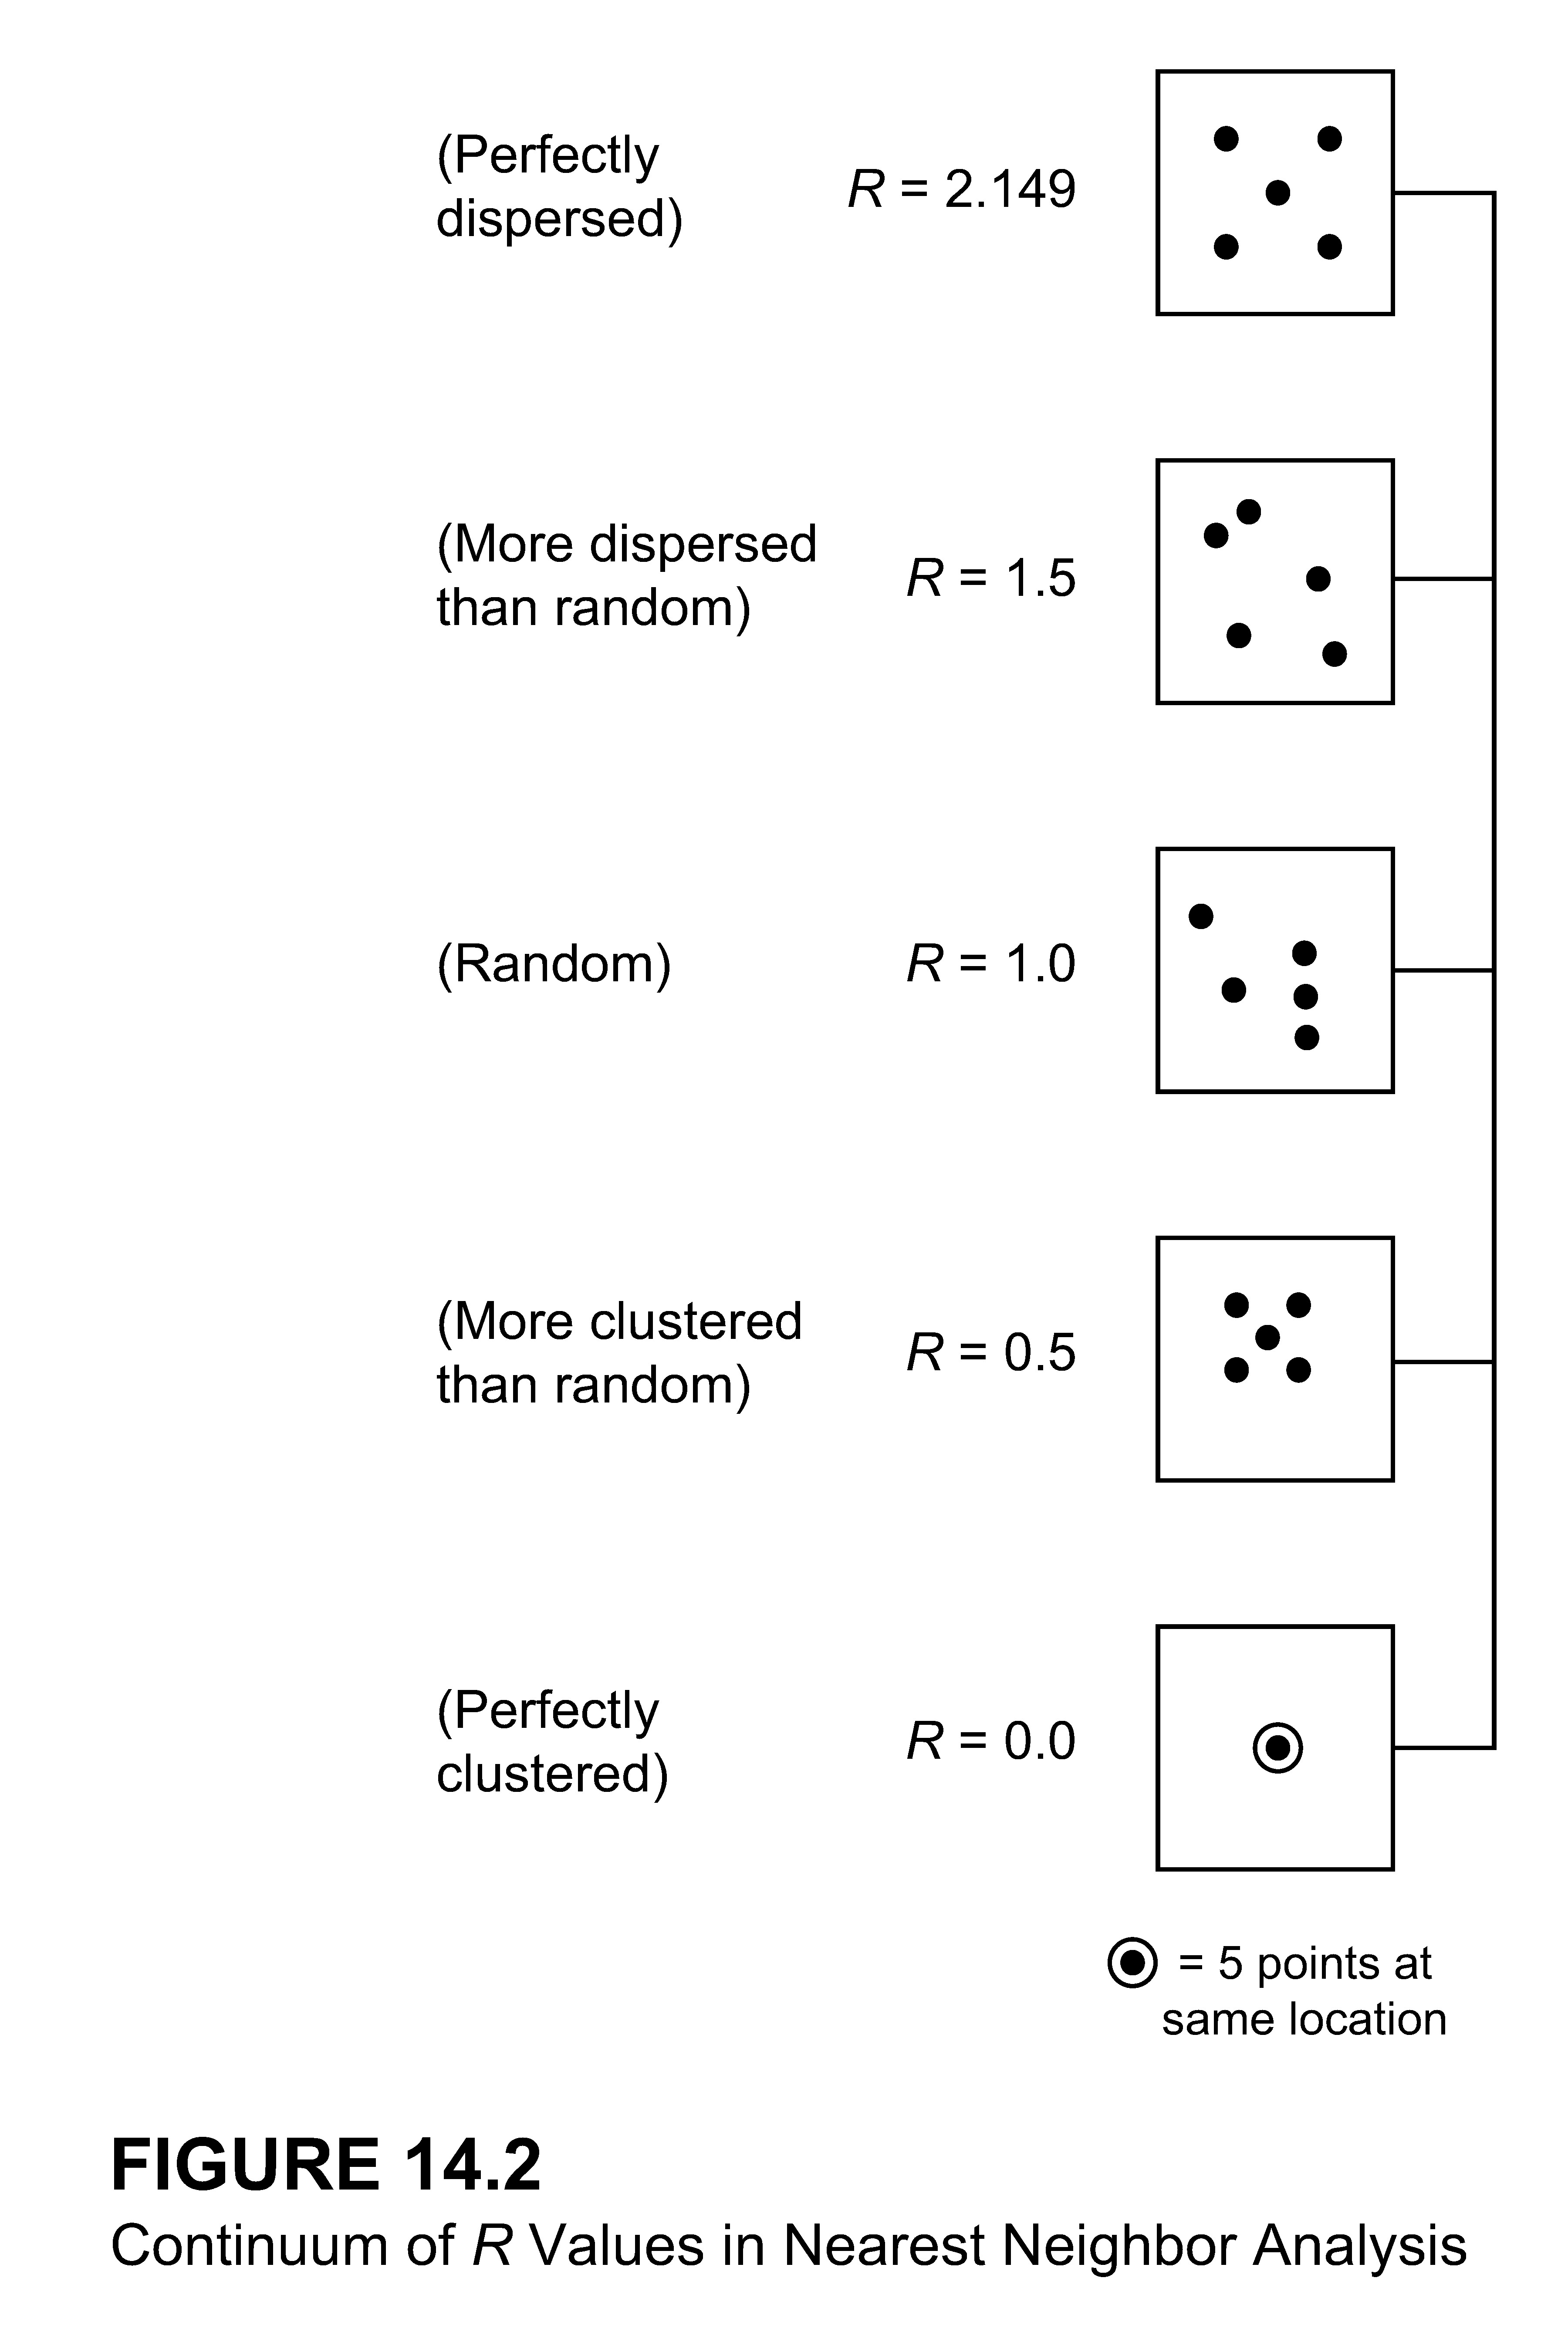 (Perfectly
dispersed)
R = 2.149
(More dispersed
than random)
R = 1.5
(Random)
R = 1.0
(More clustered
than random)
R = 0.5
(Perfectly
clustered)
R = 0.0
= 5 points at
same location
FIGURE 14.2
Continuum of R Values in Nearest Neighbor Analysis